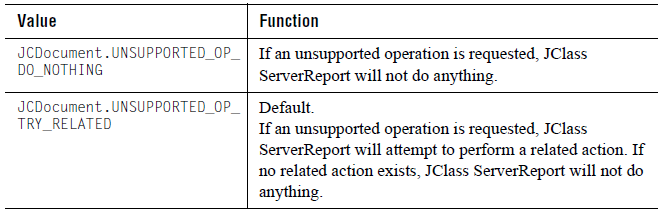 Value Function
JCDocument.UNSUPPORTED_OP_
DO_NOTHING
If an unsupported operation is requested, JClass
ServerReport will not do anything.
JCDocument.UNSUPPORTED_OP_
TRY_RELATED
Default.
If an unsupported operation is requested, JClass
ServerReport will attempt to perform a related action. If
no related action exists, JClass ServerReport will not do
anything.